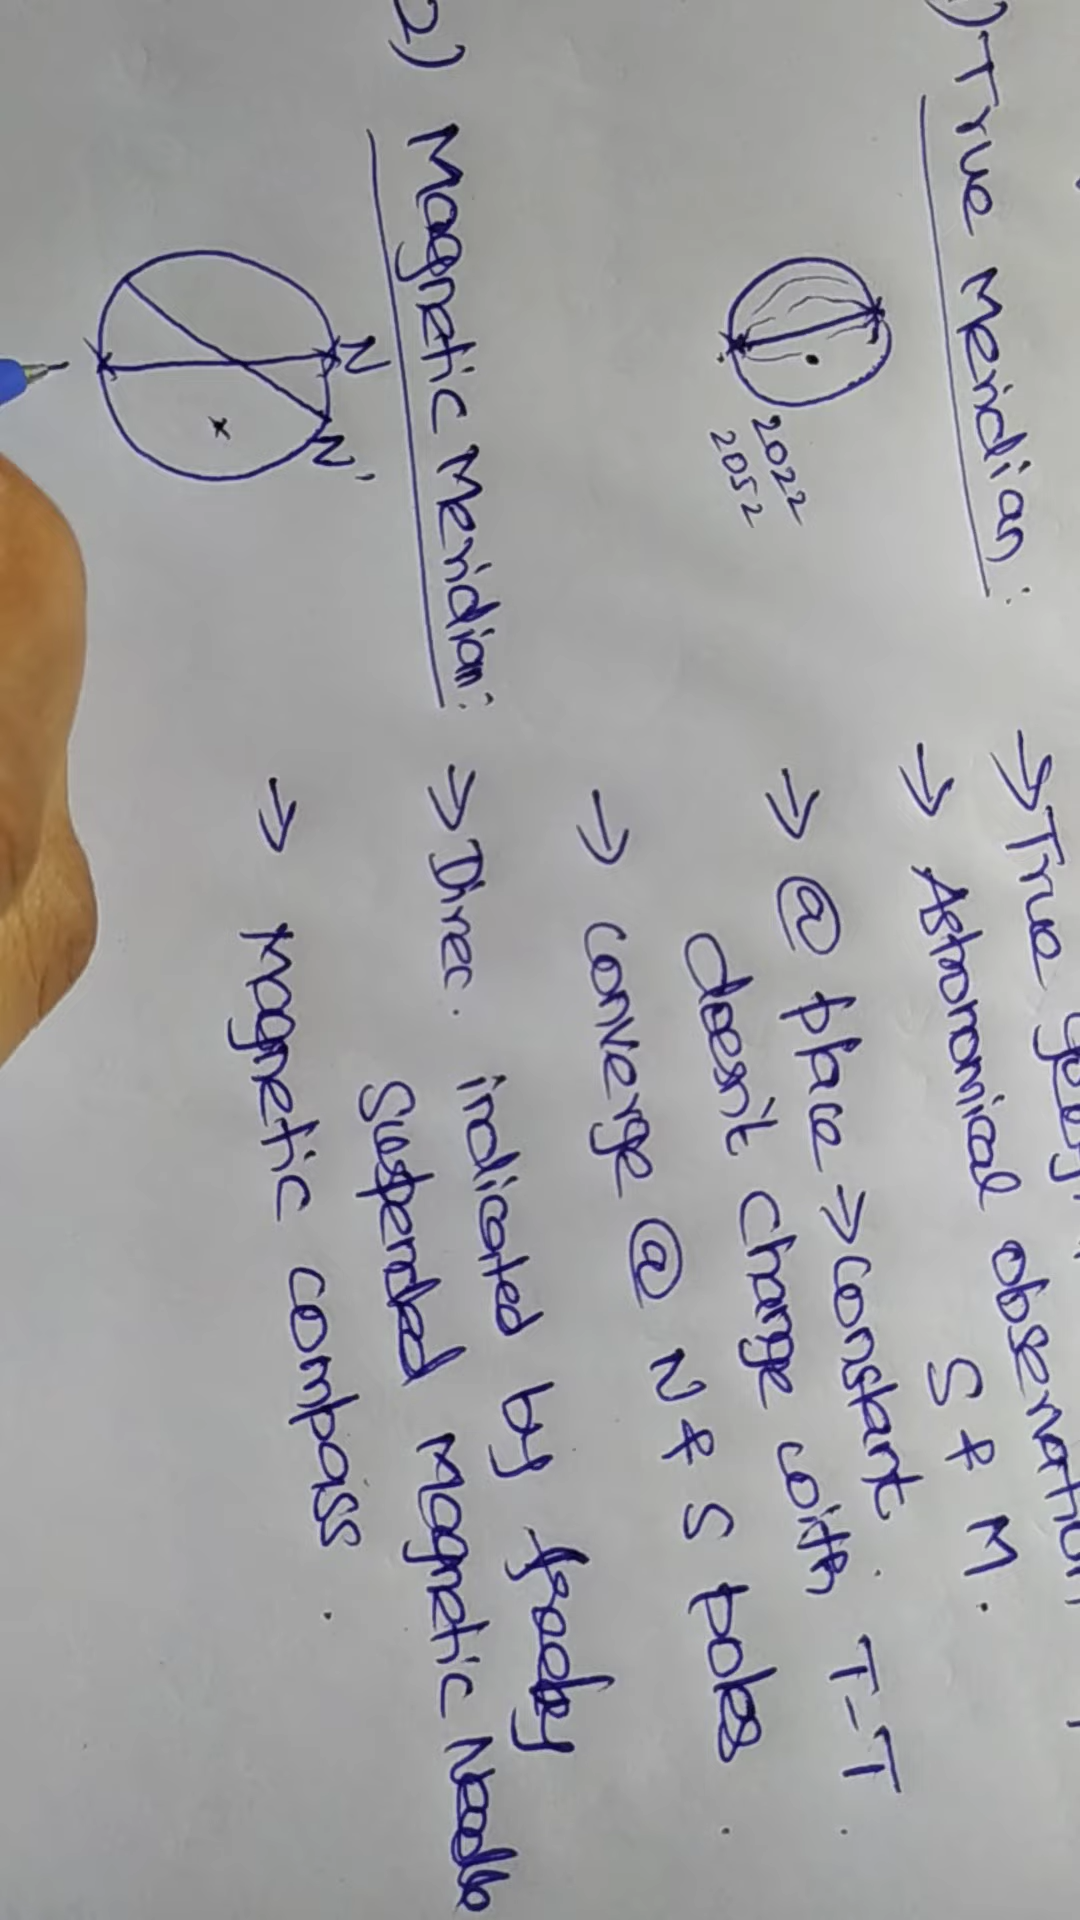 1) True Meridian:
→ True
→ Astronomical observation
S & M.
2022
2052
→ @ place → constant.
doesn't change with T-T.
→ converge @ N & S poles.
2) Magnetic Meridian:
→ Direc. indicated by freely
suspended Magnetic Needle
N
N'
→ Magnetic compass.